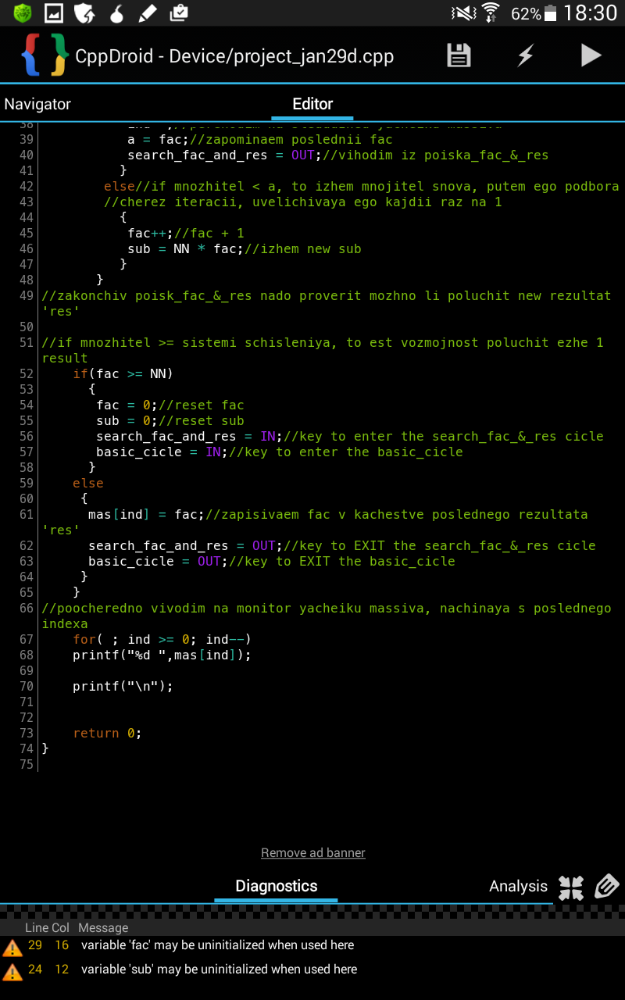 62% 18:30
CppDroid - Device/project_jan29d.cpp
Navigator Editor
38
39 a = fac;//zapominaem poslednii fac
40 search_fac_and_res = OUT;//vihodim iz poiska_fac_&_res
41 }
42 else//if mnozhitel < a, to izhem mnojitel snova, putem ego podbora
43 //cherez iteracii, uvelichivaya ego kajdii raz na 1
44 {
45 fac++;//fac + 1
46 sub = NN * fac;//izhem new sub
47 }
48 }
49 //zakonchiv poisk_fac_&_res nado proverit mozhno li poluchit new rezultat
'res'
50
51 //if mnozhitel >= sistemi schisleniya, to est vozmojnost poluchit ezhe 1
result
52 if(fac >= NN)
53 {
54 fac = 0;//reset fac
55 sub = 0;//reset sub
56 search_fac_and_res = IN;//key to enter the search_fac_&_res cicle
57 basic_cicle = IN;//key to enter the basic_cicle
58 }
59 else
60 {
61 mas[ind] = fac;//zapisivaem fac v kachestve poslednego rezultata
'res'
62 search_fac_and_res = OUT;//key to EXIT the search_fac_&_res cicle
63 basic_cicle = OUT;//key to EXIT the basic_cicle
64 }
65 }
66 //poocheredno vivodim na monitor yacheiku massiva, nachinaya s poslednego
indexa
67 for( ; ind >= 0; ind--)
68 printf("%d ",mas[ind]);
69
70 printf("\n");
71
72
73 return 0;
74 }
75
Remove ad banner
Diagnostics Analysis
Line Col Message
29 16 variable 'fac' may be uninitialized when used here
24 12 variable 'sub' may be uninitialized when used here